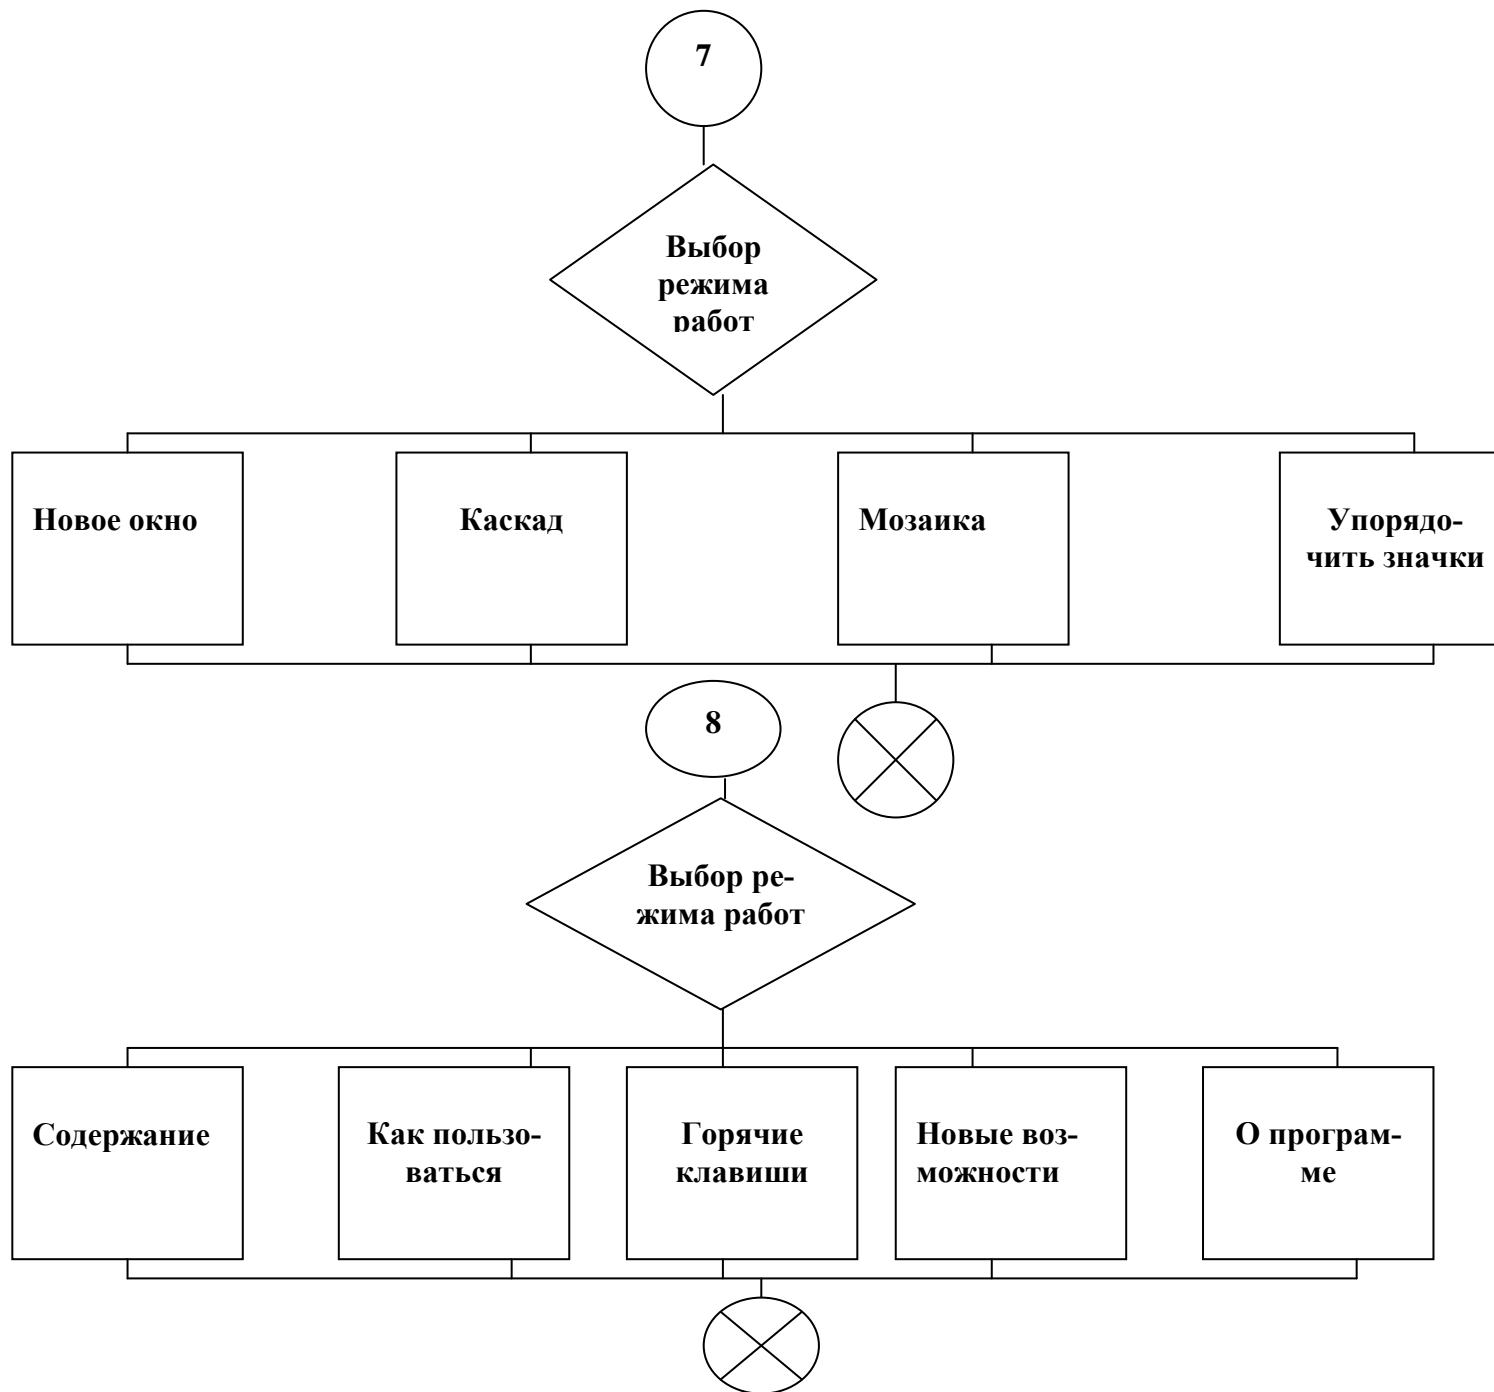 7
Выбор
режима
работ
Новое окно
Каскад
Мозаика
Упорядо-
чить значки
8
Выбор ре-
жима работ
Содержание
Как пользо-
ваться
Горячие
клавиши
Новые воз-
можности
О програм-
ме